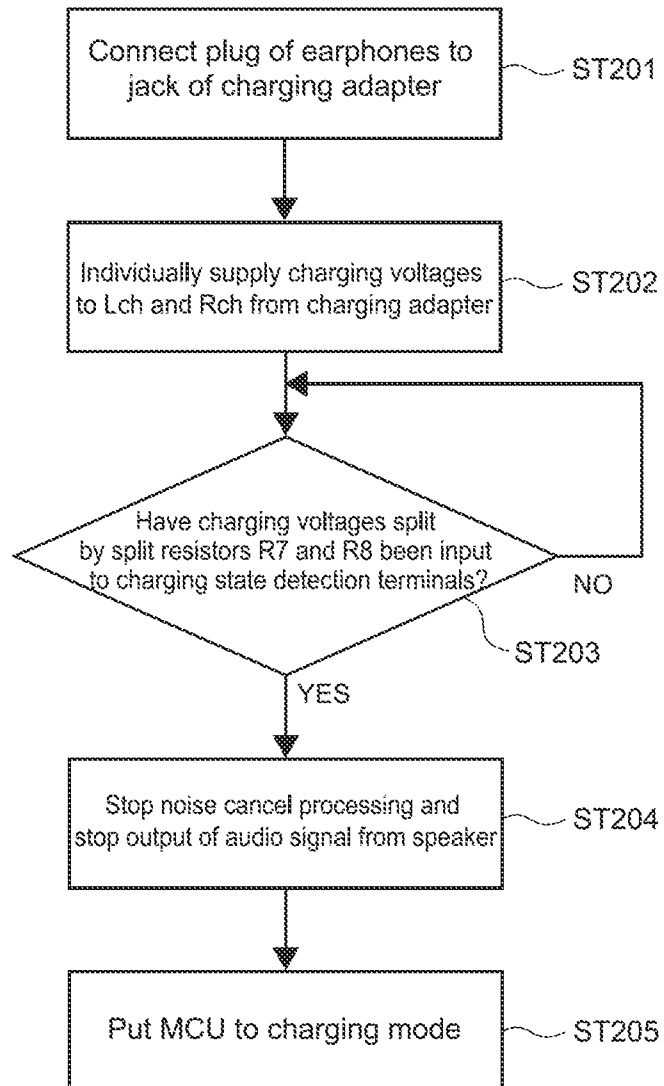 Connect plug of earphones to
jack of charging adapter
ST201
Individually supply charging voltages
to Lch and Rch from charging adapter
ST202
Have charging voltages split
by split resistors R7 and R8 been input
to charging state detection terminals?
NO
ST203
YES
Stop noise cancel processing and
stop output of audio signal from speaker
ST204
Put MCU to charging mode
ST205